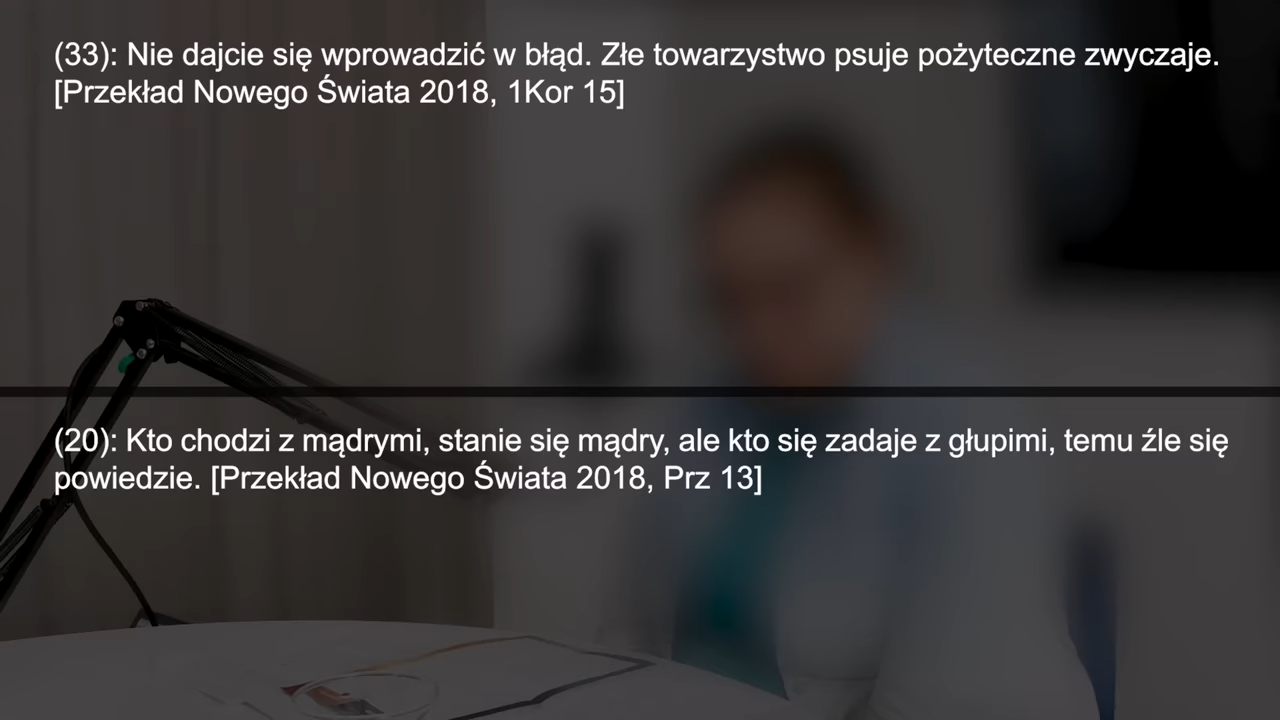 (33): Nie dajcie się wprowadzić w błąd. Złe towarzystwo psuje pożyteczne zwyczaje.
[Przekład Nowego Świata 2018, 1Kor 15]
(20): Kto chodzi z mądrymi, stanie się mądry, ale kto się zadaje z głupimi, temu źle się
powiedzie. [Przekład Nowego Świata 2018, Prz 13]